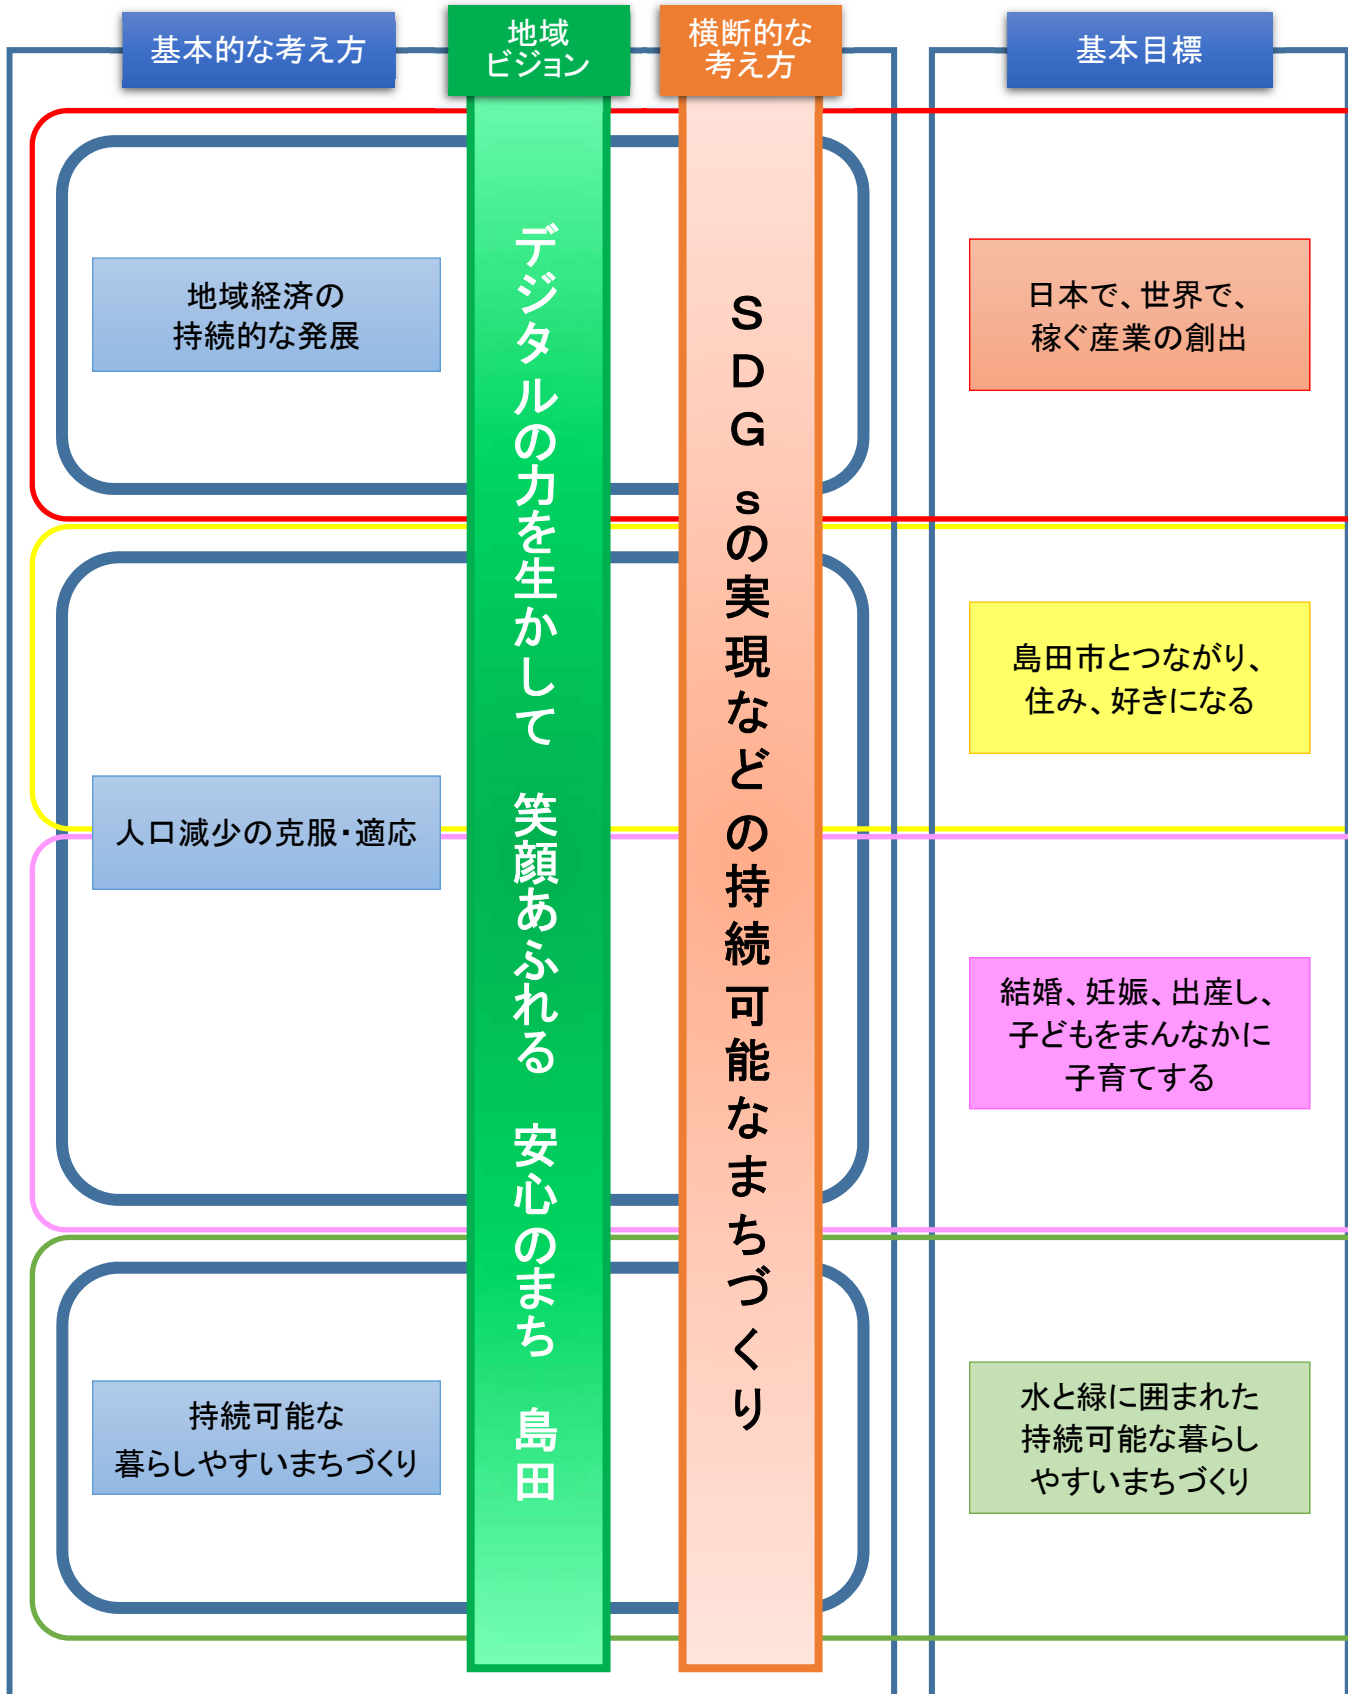 基本的な考え方
地域
ビジョン
横断的な
考え方
基本目標
地域経済の
持続的な発展
人口減少の克服・適応
持続可能な
暮らしやすいまちづくり
デジタルの力を生かして 笑顔あふれる 安心のまち 島田
SDGsの実現などの持続可能なまちづくり
日本で、世界で、
稼ぐ産業の創出
島田市とつながり、
住み、好きになる
結婚、妊娠、出産し、
子どもをまんなかに
子育てする
水と緑に囲まれた
持続可能な暮らし
やすいまちづくり